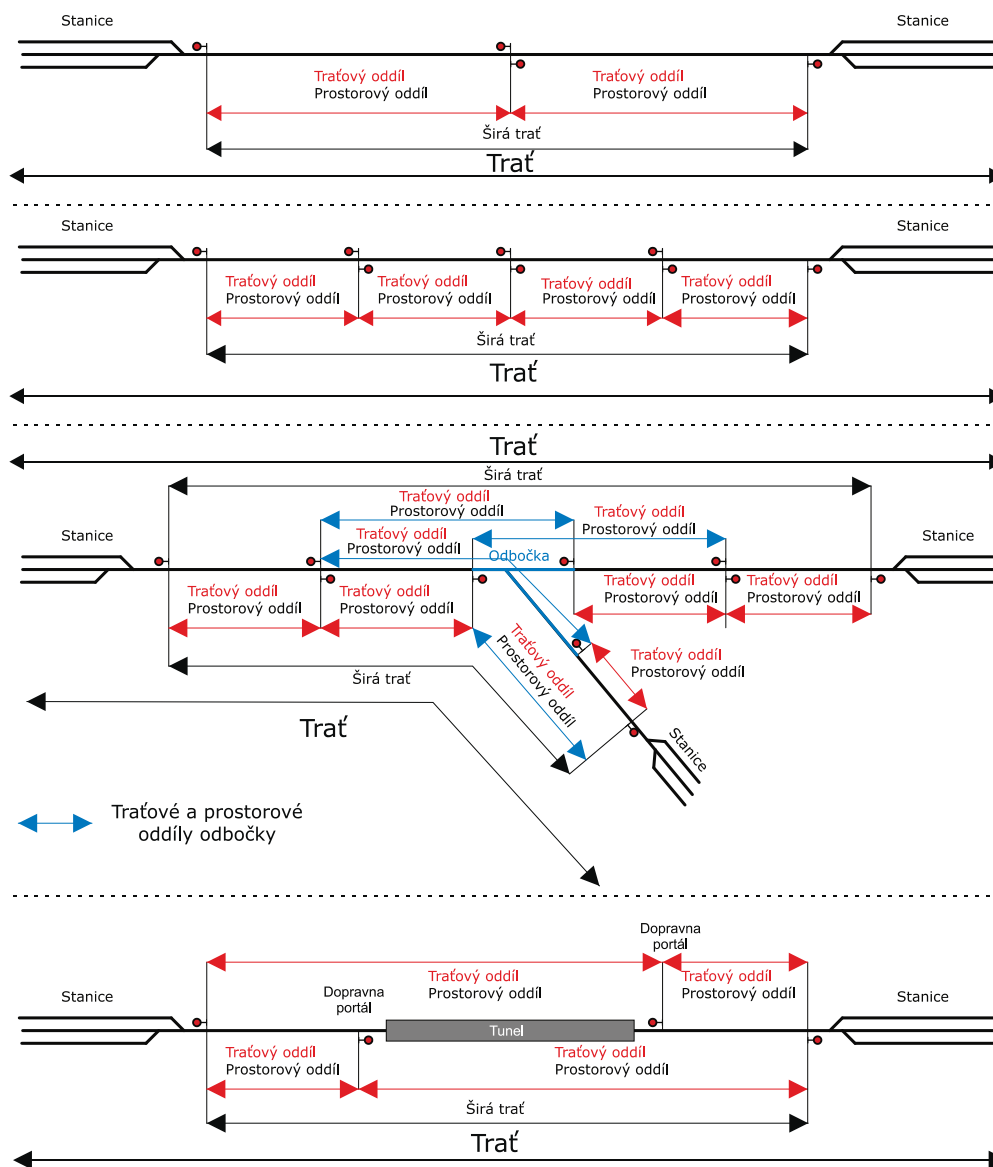 Stanice
Stanice
Traťový oddíl
Prostorový oddíl
Traťový oddíl
Prostorový oddíl
Širá trať
Trať
Stanice
Stanice
Traťový oddíl
Prostorový oddíl
Traťový oddíl
Prostorový oddíl
Traťový oddíl
Prostorový oddíl
Traťový oddíl
Prostorový oddíl
Širá trať
Trať
Trať
Širá trať
Traťový oddíl
Prostorový oddíl
Traťový oddíl
Prostorový oddíl
Traťový oddíl
Prostorový oddíl
Stanice
Odbočka
Stanice
Traťový oddíl
Prostorový oddíl
Traťový oddíl
Prostorový oddíl
Traťový oddíl
Prostorový oddíl
Traťový oddíl
Prostorový oddíl
Traťový oddíl
Prostorový oddíl
Traťový oddíl
Prostorový oddíl
Širá trať
Trať
Stanice
Traťové a prostorové
oddíly odbočky
Dopravna
portál
Traťový oddíl
Prostorový oddíl
Traťový oddíl
Prostorový oddíl
Stanice
Dopravna
portál
Stanice
Tunel
Traťový oddíl
Prostorový oddíl
Traťový oddíl
Prostorový oddíl
Širá trať
Trať